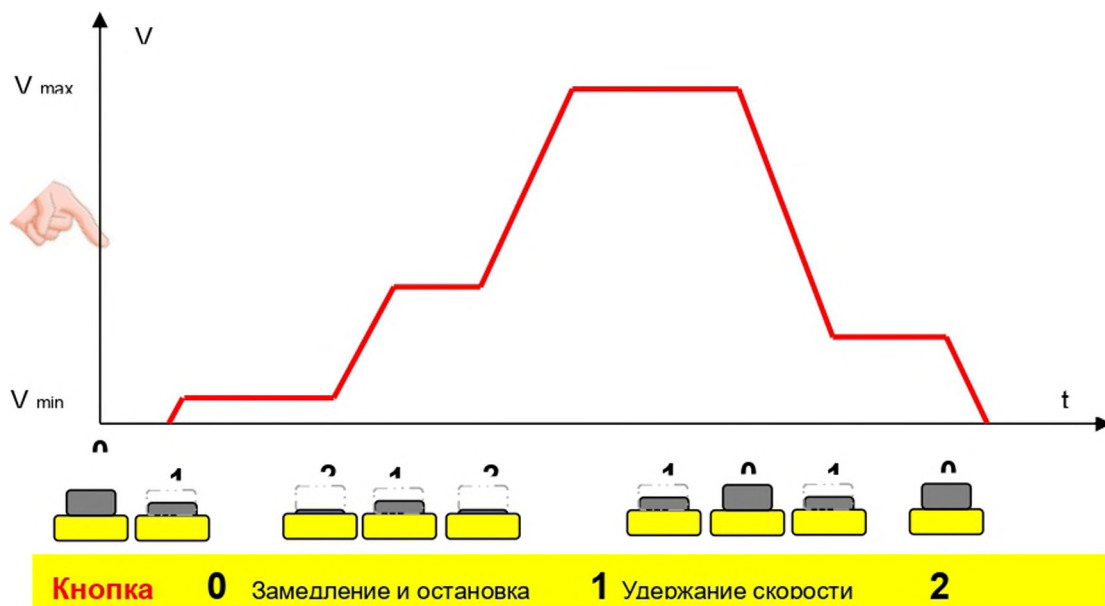 V
V max
V min
t
0
1 2 1 2 1 0 1 0
Кнопка 0 Замедление и остановка 1 Удержание скорости 2